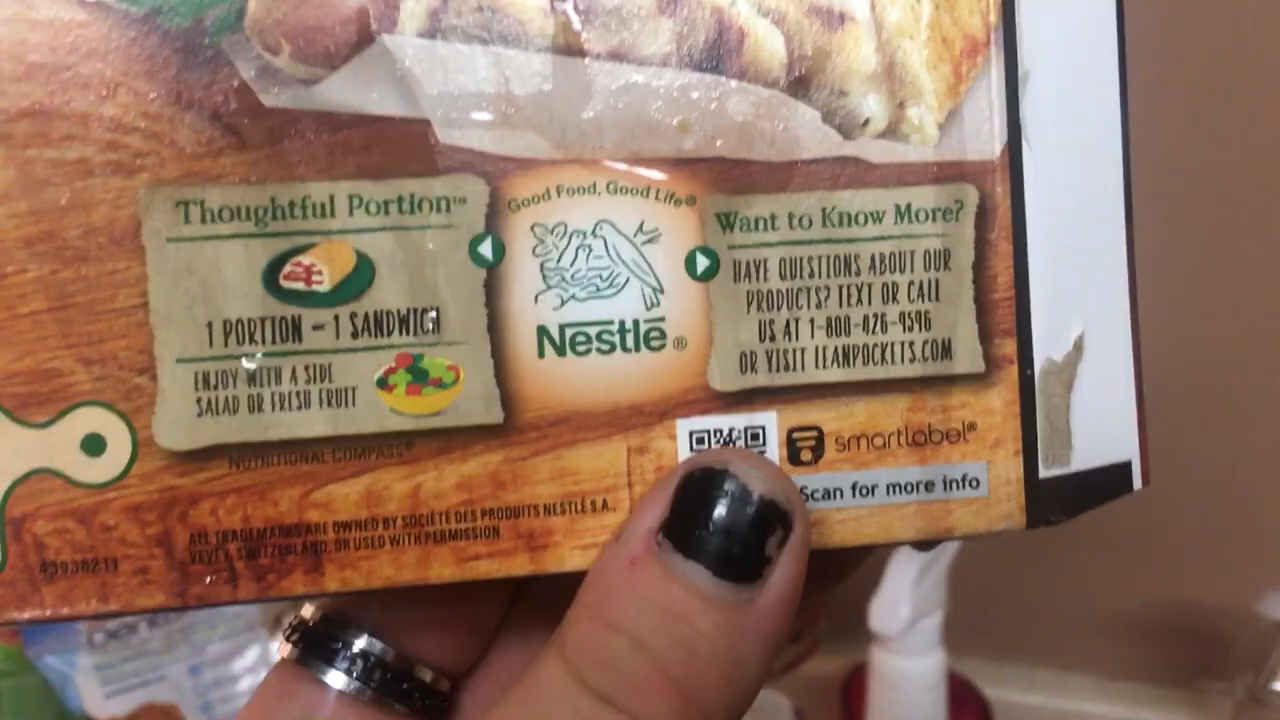 Thoughtful Portion™
1 PORTION = 1 SANDWICH
ENJOY WITH A SIDE
SALAD OR FRESH FRUIT
NUTRITIONAL COMPASS®
Good Food, Good Life®
Nestlé®
Want to Know More?
HAVE QUESTIONS ABOUT OUR
PRODUCTS? TEXT OR CALL
US AT 1-800-426-9596
OR VISIT LEANPOCKETS.COM
smartlabel®
Scan for more info
ALL TRADEMARKS ARE OWNED BY SOCIÉTÉ DES PRODUITS NESTLÉ S.A.,
VEVEY, SWITZERLAND, OR USED WITH PERMISSION.
43938211